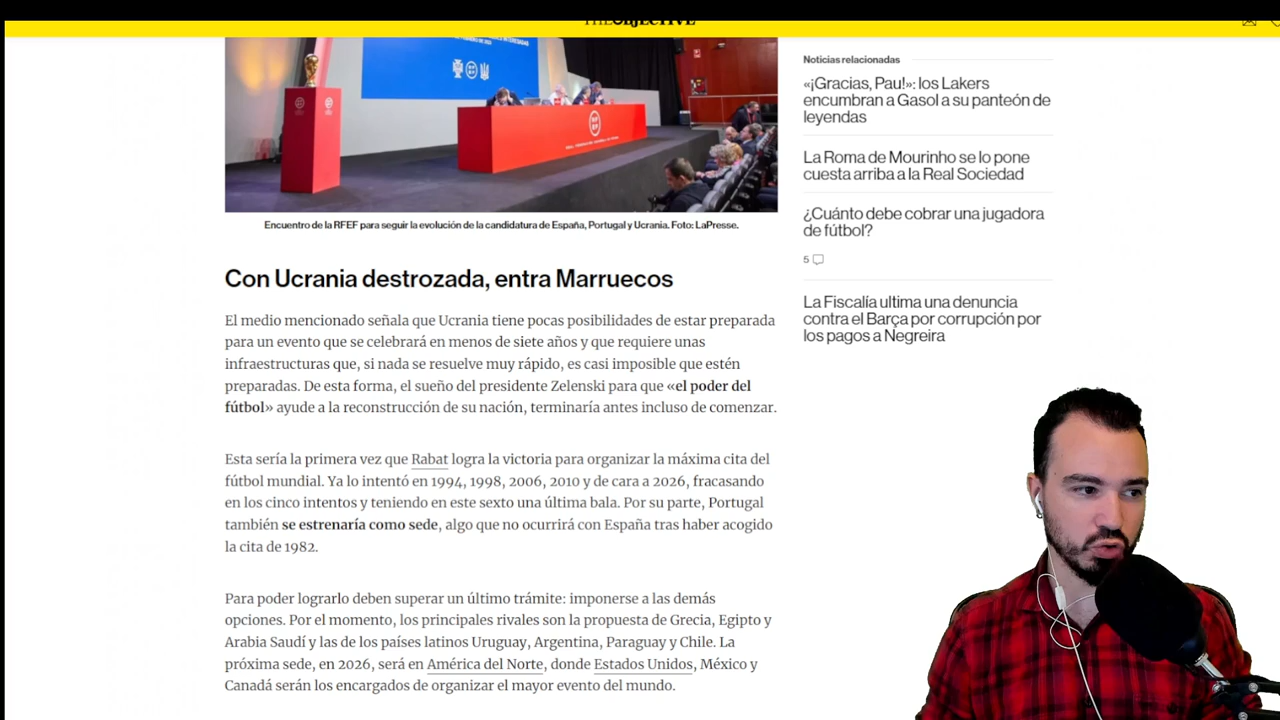 THE OBJECTIVE
Encuentro de la RFEF para seguir la evolución de la candidatura de España, Portugal y Ucrania. Foto: LaPresse.
Con Ucrania destrozada, entra Marruecos
El medio mencionado señala que Ucrania tiene pocas posibilidades de estar preparada
para un evento que se celebrará en menos de siete años y que requiere unas
infraestructuras que, si nada se resuelve muy rápido, es casi imposible que estén
preparadas. De esta forma, el sueño del presidente Zelenski para que «el poder del
fútbol» ayude a la reconstrucción de su nación, terminaría antes incluso de comenzar.
Esta sería la primera vez que Rabat logra la victoria para organizar la máxima cita del
fútbol mundial. Ya lo intentó en 1994, 1998, 2006, 2010 y de cara a 2026, fracasando
en los cinco intentos y teniendo en este sexto una última bala. Por su parte, Portugal
también se estrenaría como sede, algo que no ocurrirá con España tras haber acogido
la cita de 1982.
Para poder lograrlo deben superar un último trámite: imponerse a las demás
opciones. Por el momento, los principales rivales son la propuesta de Grecia, Egipto y
Arabia Saudí y las de los países latinos Uruguay, Argentina, Paraguay y Chile. La
próxima sede, en 2026, será en América del Norte, donde Estados Unidos, México y
Canadá serán los encargados de organizar el mayor evento del mundo.
Noticias relacionadas
«¡Gracias, Pau!»: los Lakers
encumbran a Gasol a su panteón de
leyendas
La Roma de Mourinho se lo pone
cuesta arriba a la Real Sociedad
¿Cuánto debe cobrar una jugadora
de fútbol?
5
La Fiscalía ultima una denuncia
contra el Barça por corrupción por
los pagos a Negreira